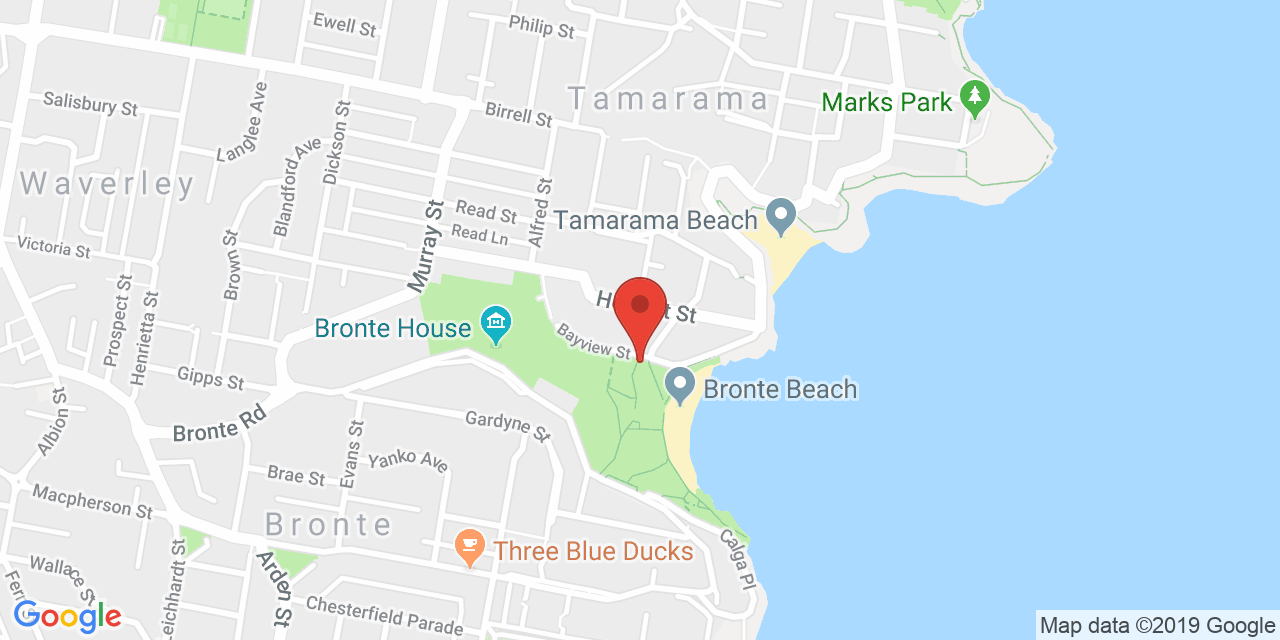 Ewell St
Philip St
Salisbury St
Langlee Ave
Dickson St
Birrell St
Tamarama
Marks Park
Waverley
Blandford Ave
Alfred St
Read St
Read Ln
Tamarama Beach
Victoria St
Brown St
Murray St
Prospect St
Henrietta St
Bronte House
Bayview St
Gipps St
Bronte Beach
Bronte Rd
Gardyne St
Albion St
Evans St
Yanko Ave
Brae St
Macpherson St
Bronte
Three Blue Ducks
Calga Pl
Wallace St
Leichhardt St
Arden St
Chesterfield Parade
Google
Map data ©2019 Google